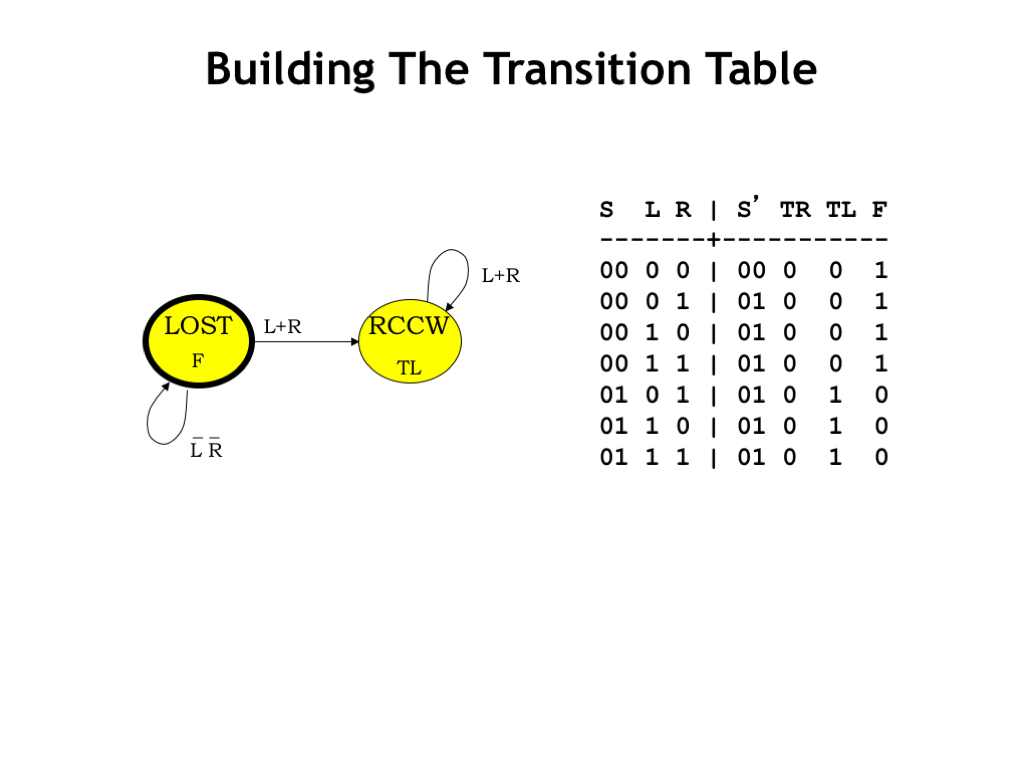 Building The Transition Table
S L R | S’ TR TL F
-------+-----------
00 0 0 | 00 0 0 1
00 0 1 | 01 0 0 1
00 1 0 | 01 0 0 1
00 1 1 | 01 0 0 1
01 0 1 | 01 0 1 0
01 1 0 | 01 0 1 0
01 1 1 | 01 0 1 0
L+R
LOST
F
L+R
RCCW
TL
L̅ R̅